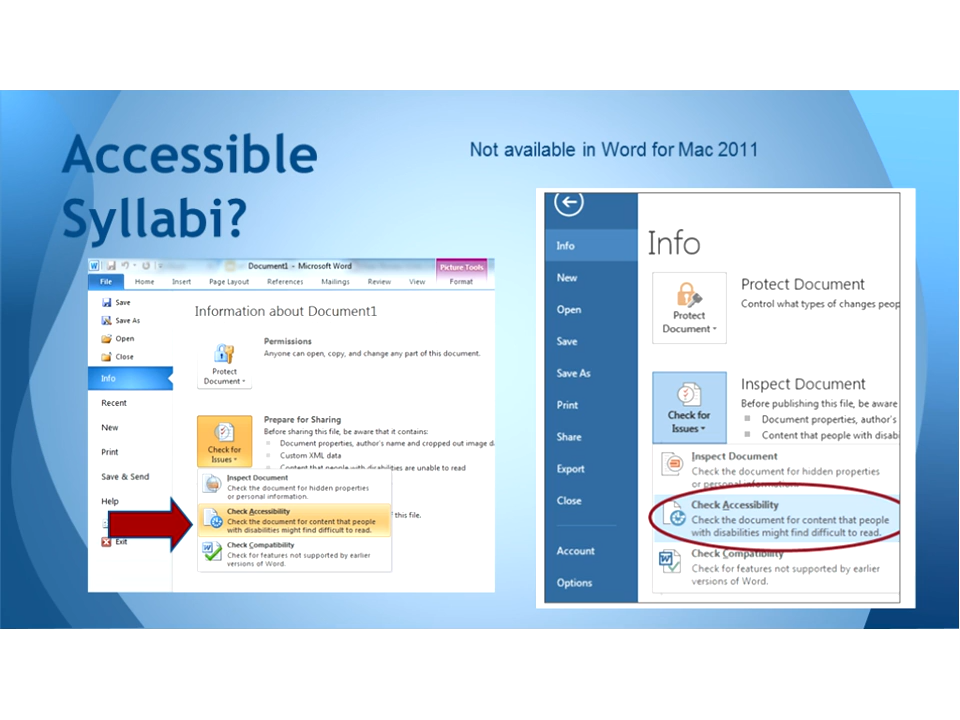 Accessible
Syllabi?
Not available in Word for Mac 2011
Document1 - Microsoft Word
Picture Tools
File
Home
Insert
Page Layout
References
Mailings
Review
View
Format
Save
Save As
Open
Close
Info
Recent
New
Print
Save & Send
Help
Exit
Information about Document1
Protect
Document
Permissions
Anyone can open, copy, and change any part of this document.
Check for
Issues
Prepare for Sharing
Before sharing this file, be aware that it contains:
Document properties, author's name and cropped out image d
Custom XML data
Content that people with disabilities are unable to read
Inspect Document
Check the document for hidden properties
or personal information.
Check Accessibility
Check the document for content that people
with disabilities might find difficult to read.
Check Compatibility
Check for features not supported by earlier
versions of Word.
this file.
Info
New
Open
Save
Save As
Print
Share
Export
Close
Account
Options
Info
Protect
Document
Protect Document
Control what types of changes peop
Check for
Issues
Inspect Document
Before publishing this file, be aware
Document properties, author's
Content that people with disab
Inspect Document
Check the document for hidden properties
or personal information.
Check Accessibility
Check the document for content that people
with disabilities might find difficult to read.
Check Compatibility
Check for features not supported by earlier
versions of Word.